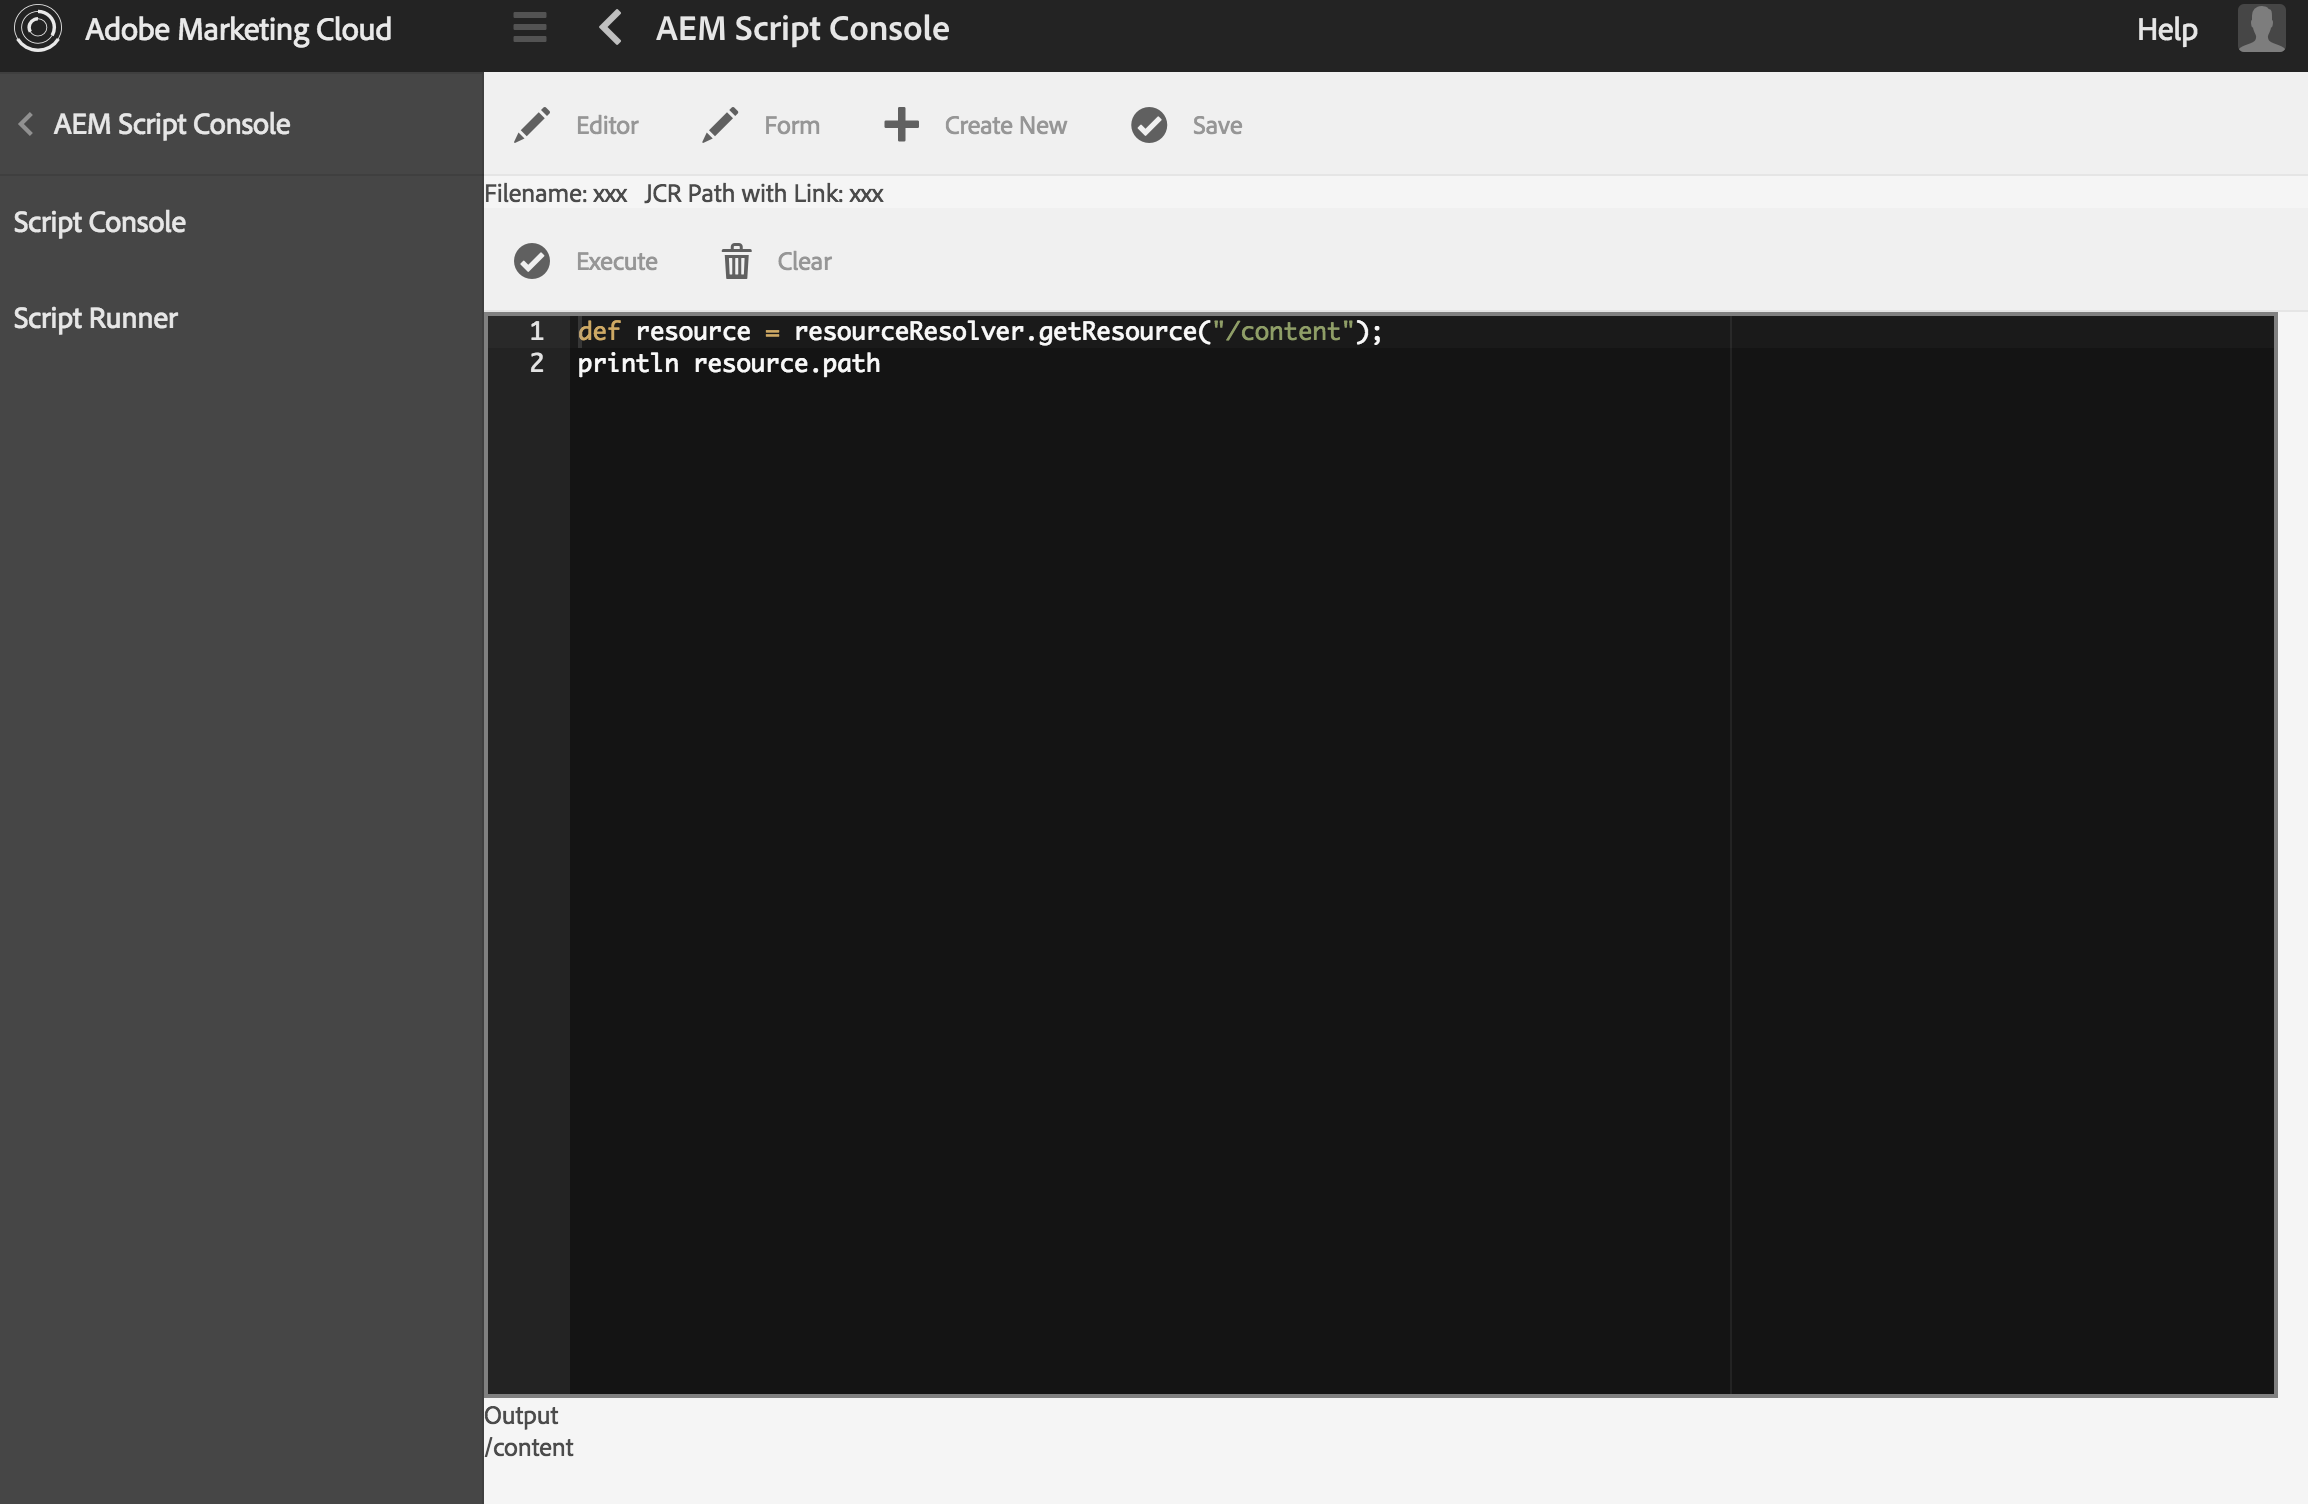 Adobe Marketing Cloud
AEM Script Console
Help
AEM Script Console
Script Console
Script Runner
Editor Form Create New Save
Filename: xxx JCR Path with Link: xxx
Execute Clear
1 def resource = resourceResolver.getResource("/content");
2 println resource.path
Output
/content